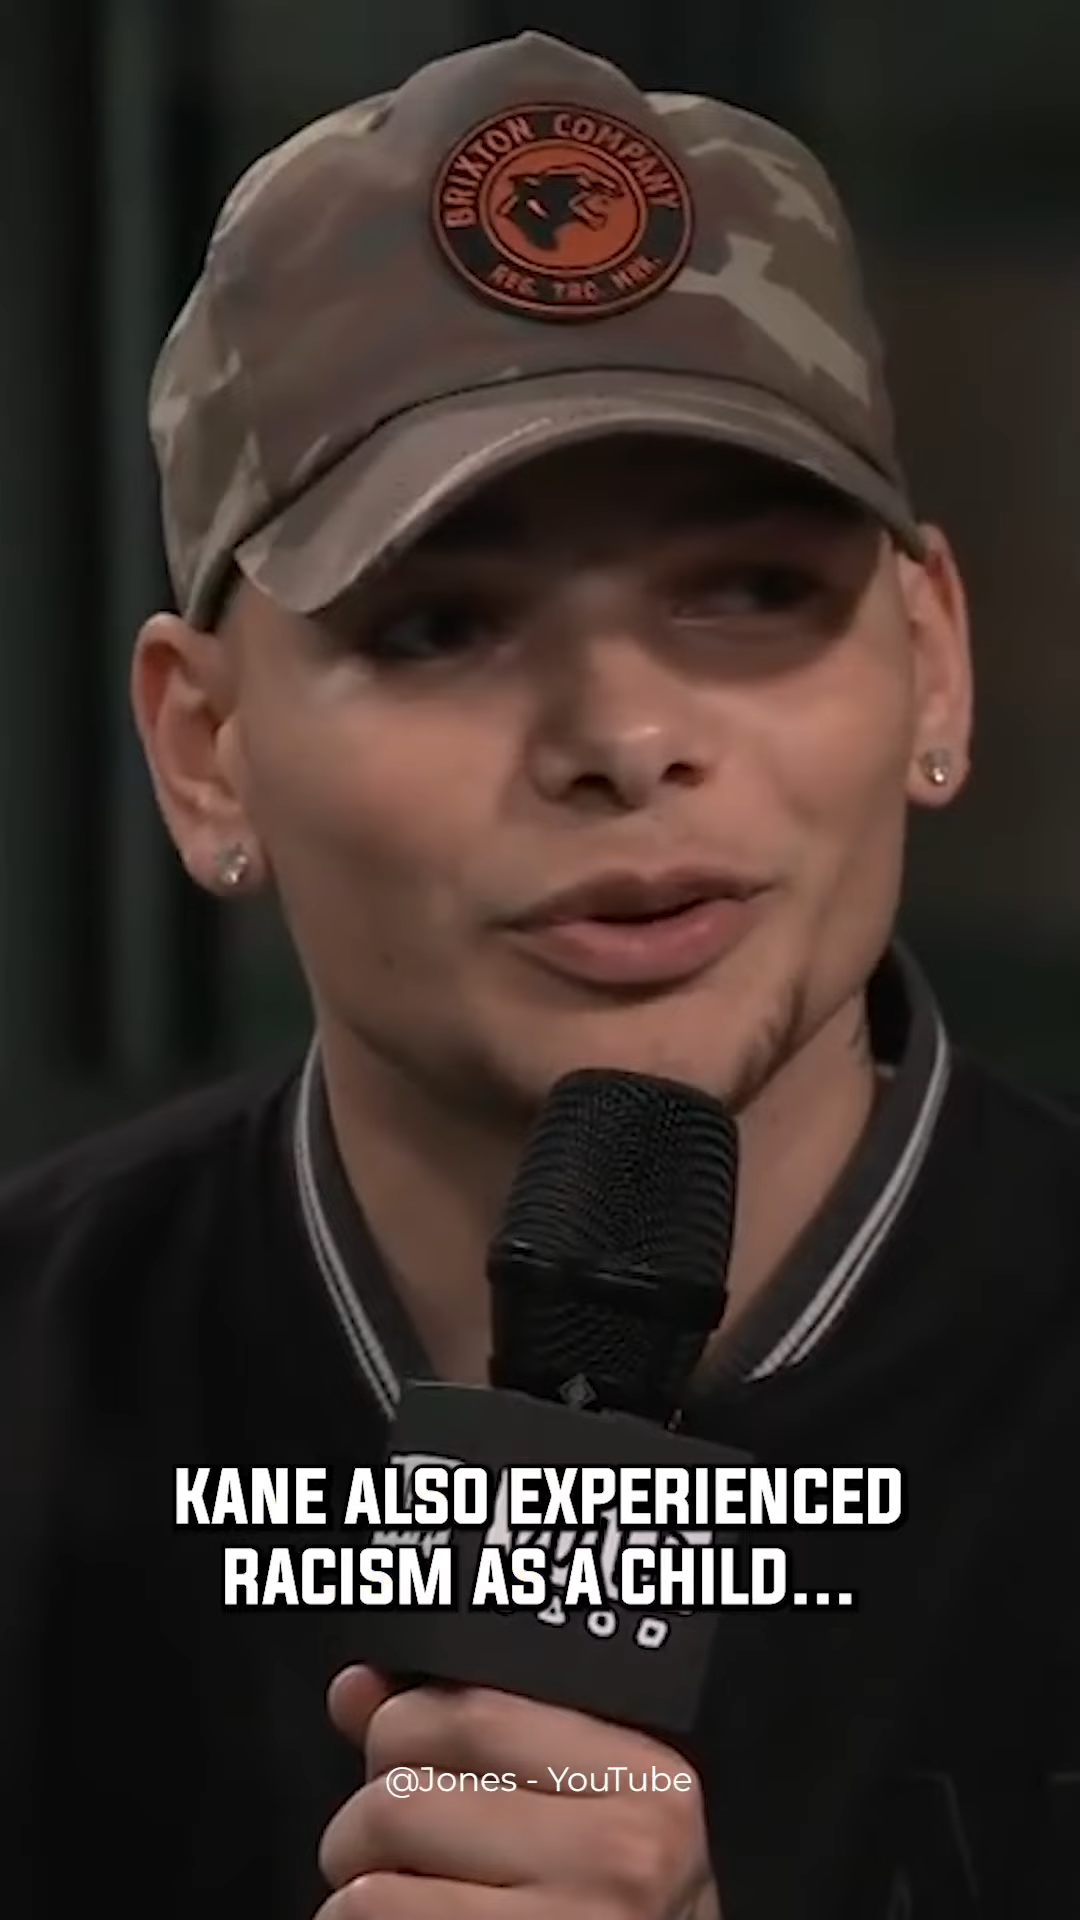 BRIXTON COMPANY
REG. TRD. MRK.
KANE ALSO EXPERIENCED
RACISM AS A CHILD...
@Jones - YouTube